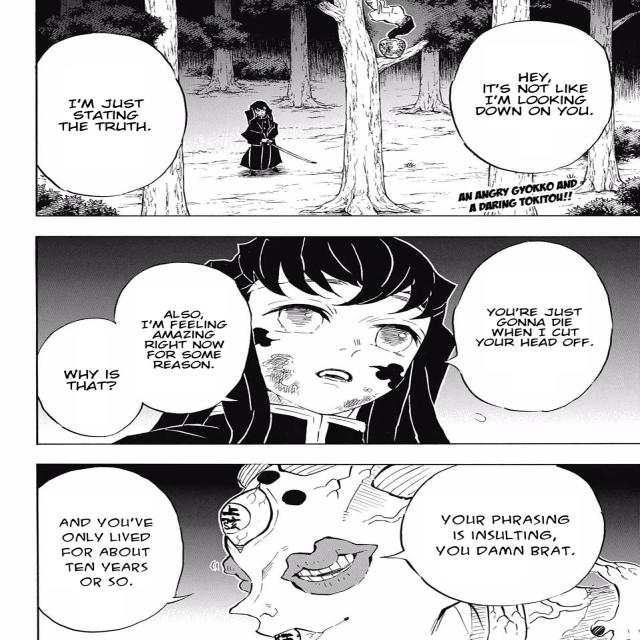 HEY,
IT'S NOT LIKE
I'M LOOKING
DOWN ON YOU.
I'M JUST
STATING
THE TRUTH.
AN ANGRY GYOKKO AND
A DARING TOKITOU!!
YOU'RE JUST
GONNA DIE
WHEN I CUT
YOUR HEAD OFF.
ALSO,
I'M FEELING
AMAZING
RIGHT NOW
FOR SOME
REASON.
WHY IS
THAT?
YOUR PHRASING
IS INSULTING,
YOU DAMN BRAT.
AND YOU'VE
ONLY LIVED
FOR ABOUT
TEN YEARS
OR SO.